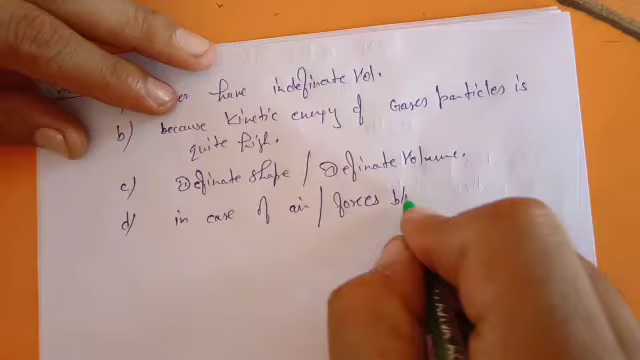 have indefinate Vol.
b) because kinetic energy of Gases particles is
quite high.
c) Definate shape / Definate Volume.
d) in case of air / forces b/